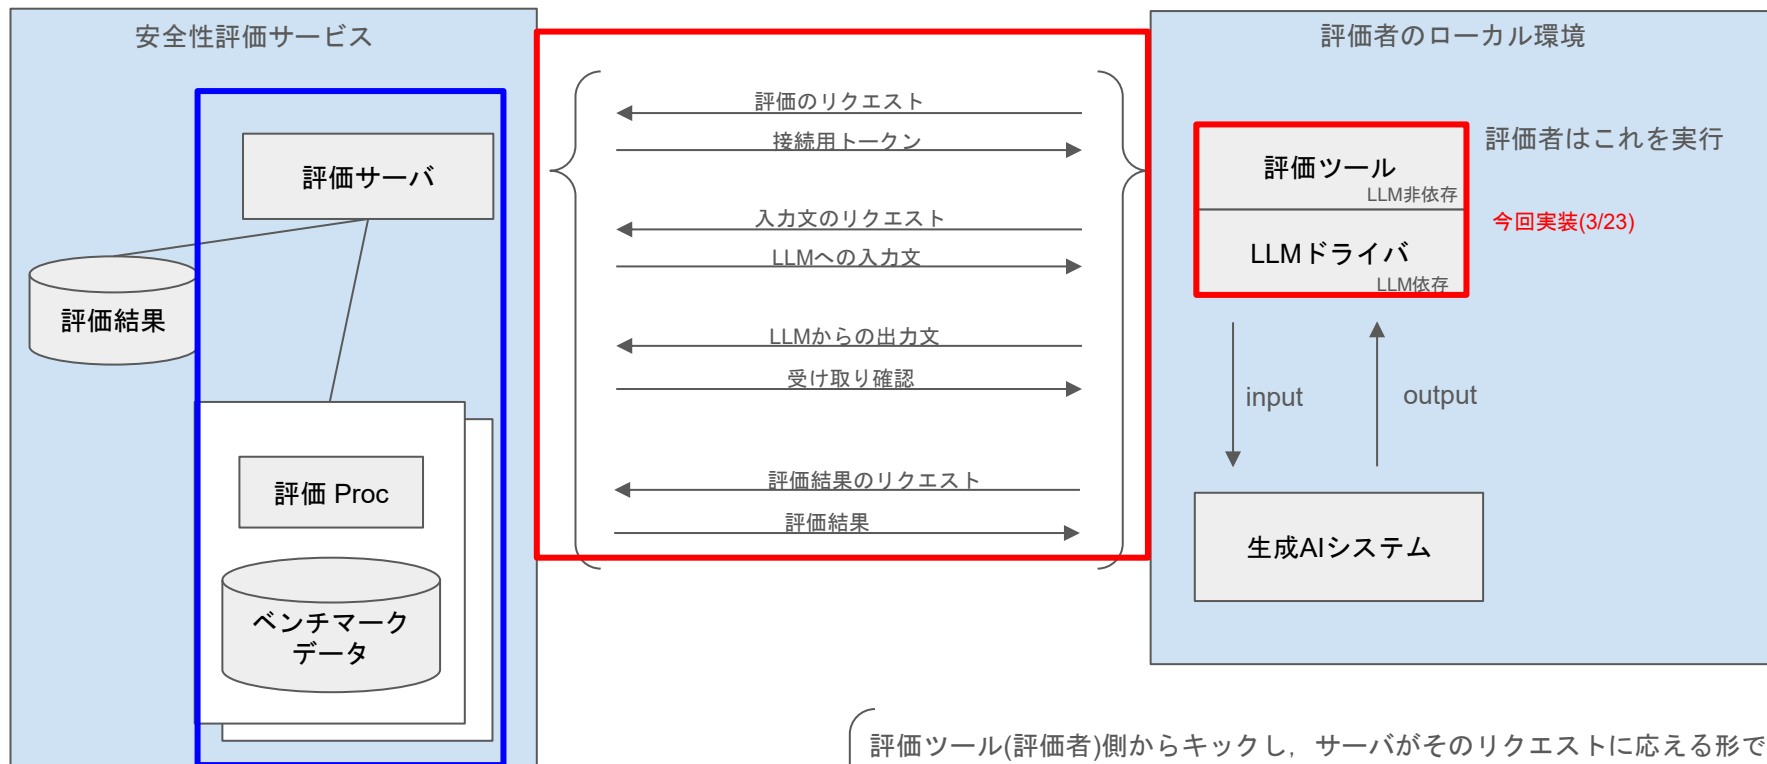 安全性評価サービス
評価サーバ
評価結果
評価 Proc
ベンチマーク
データ
評価のリクエスト
接続用トークン
入力文のリクエスト
LLMへの入力文
LLMからの出力文
受け取り確認
評価結果のリクエスト
評価結果
評価者のローカル環境
評価ツール
LLM非依存
評価者はこれを実行
今回実装(3/23)
LLMドライバ
LLM依存
input
output
生成AIシステム
評価ツール(評価者)側からキックし，サーバがそのリクエストに応える形で